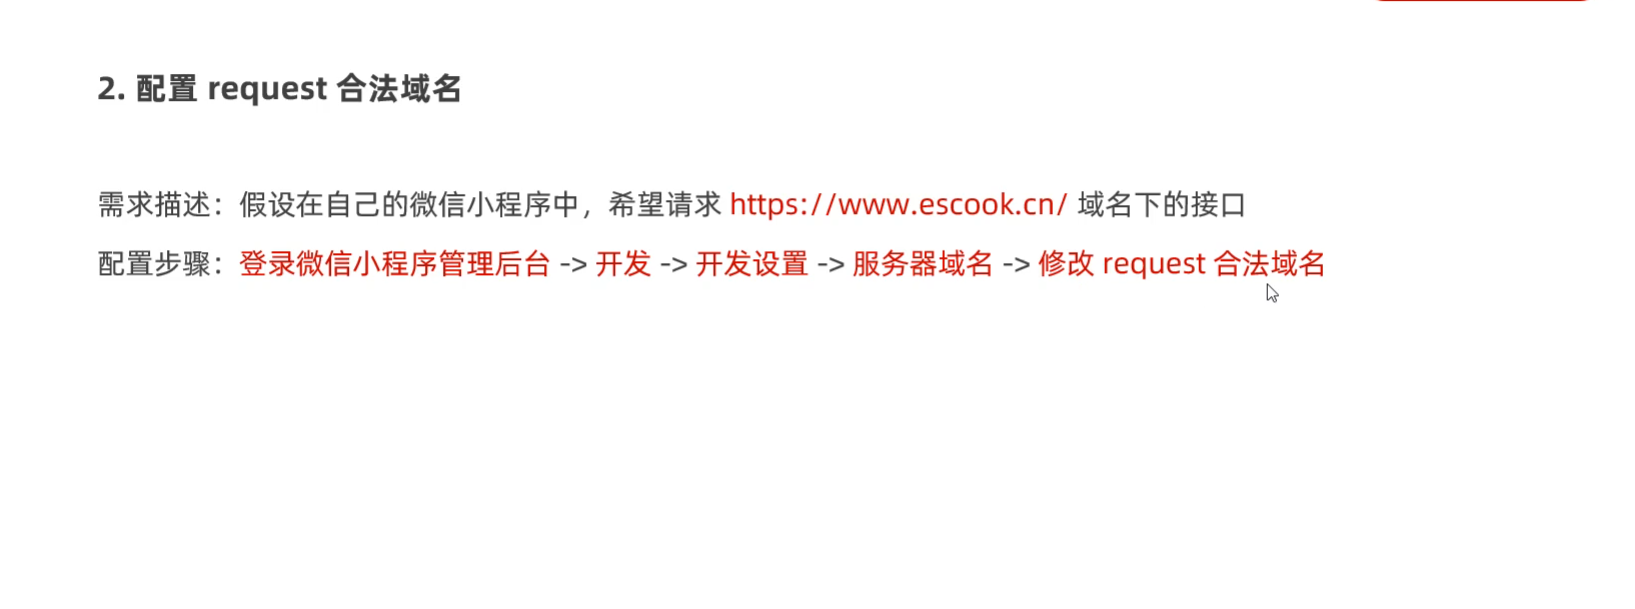 2. 配置 request 合法域名
需求描述：假设在自己的微信小程序中，希望请求 https://www.escook.cn/ 域名下的接口
配置步骤：登录微信小程序管理后台 -> 开发 -> 开发设置 -> 服务器域名 -> 修改 request 合法域名